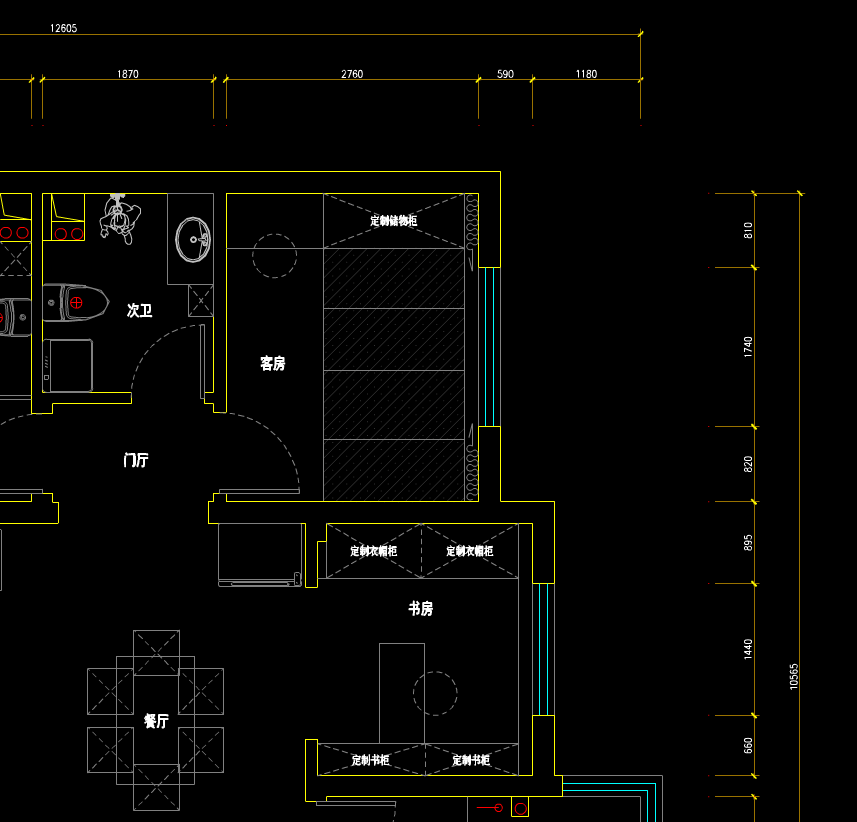 12605
1870
2760
590
1180
定制储物柜
810
次卫
1740
客房
门厅
820
定制衣帽柜
定制衣帽柜
895
书房
1440
10565
餐厅
660
定制书柜
定制书柜